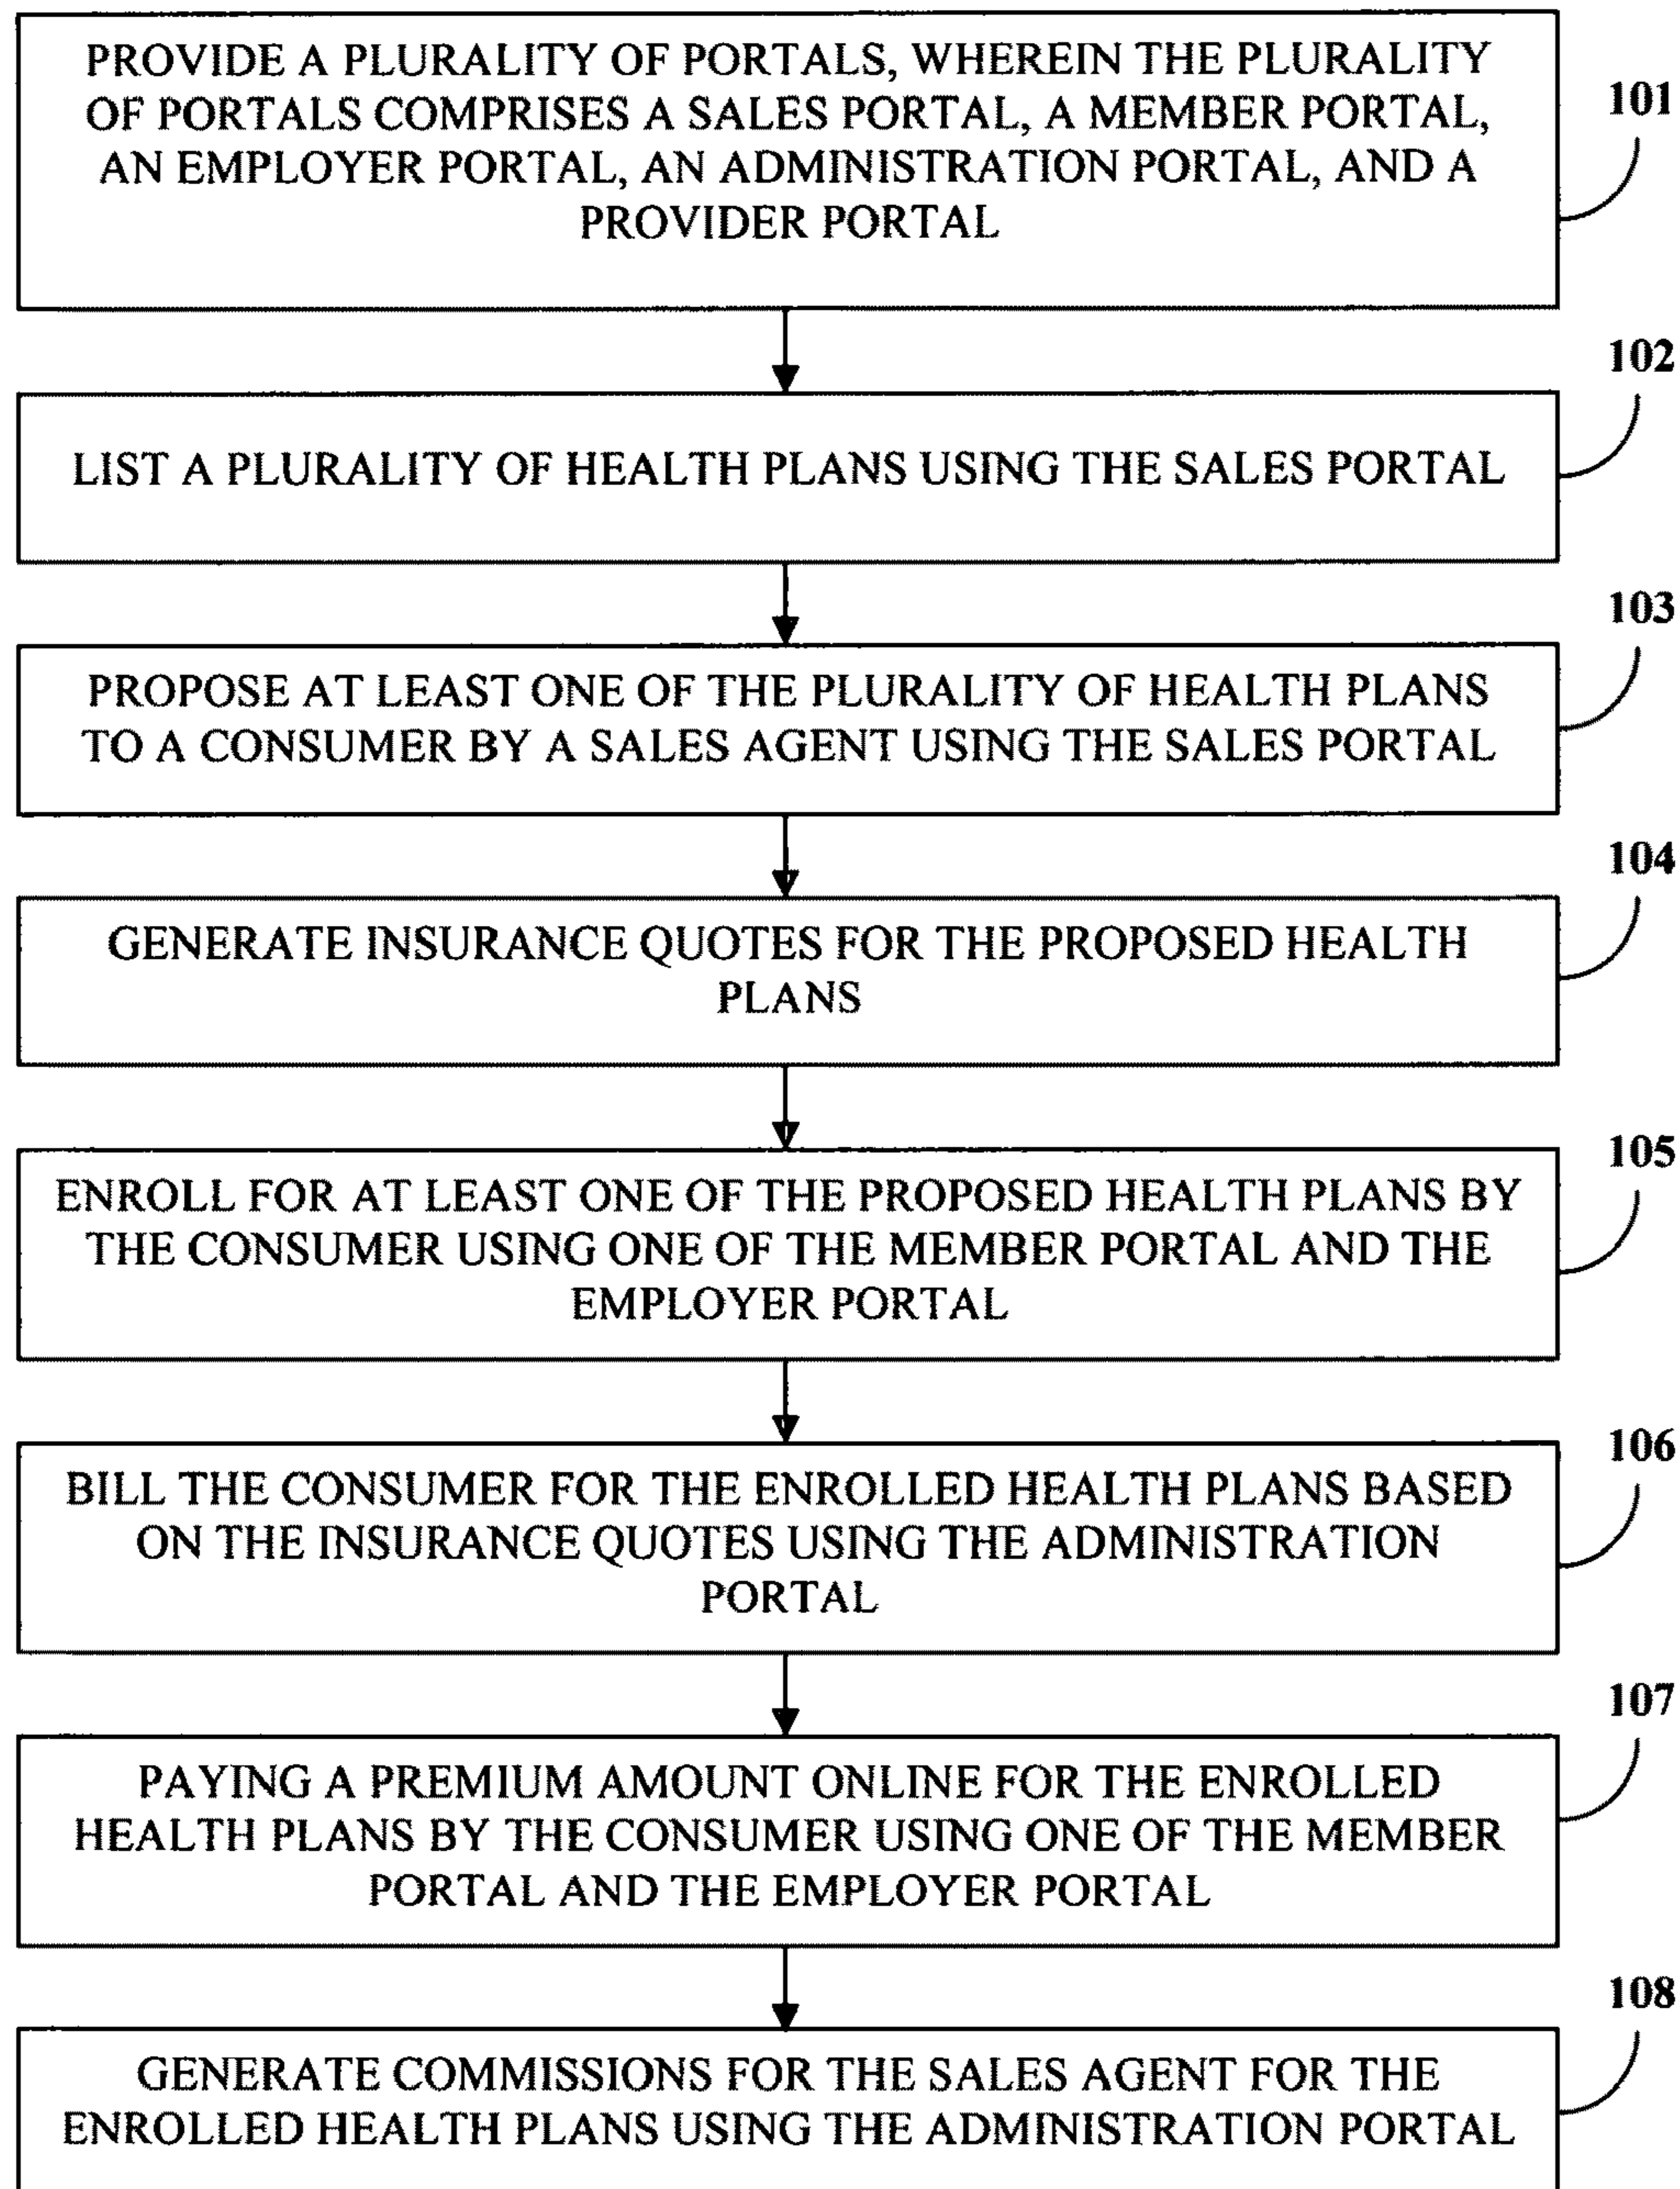 PROVIDE A PLURALITY OF PORTALS, WHEREIN THE PLURALITY
OF PORTALS COMPRISES A SALES PORTAL, A MEMBER PORTAL,
AN EMPLOYER PORTAL, AN ADMINISTRATION PORTAL, AND A
PROVIDER PORTAL
101
102
LIST A PLURALITY OF HEALTH PLANS USING THE SALES PORTAL
103
PROPOSE AT LEAST ONE OF THE PLURALITY OF HEALTH PLANS
TO A CONSUMER BY A SALES AGENT USING THE SALES PORTAL
104
GENERATE INSURANCE QUOTES FOR THE PROPOSED HEALTH
PLANS
105
ENROLL FOR AT LEAST ONE OF THE PROPOSED HEALTH PLANS BY
THE CONSUMER USING ONE OF THE MEMBER PORTAL AND THE
EMPLOYER PORTAL
106
BILL THE CONSUMER FOR THE ENROLLED HEALTH PLANS BASED
ON THE INSURANCE QUOTES USING THE ADMINISTRATION
PORTAL
107
PAYING A PREMIUM AMOUNT ONLINE FOR THE ENROLLED
HEALTH PLANS BY THE CONSUMER USING ONE OF THE MEMBER
PORTAL AND THE EMPLOYER PORTAL
108
GENERATE COMMISSIONS FOR THE SALES AGENT FOR THE
ENROLLED HEALTH PLANS USING THE ADMINISTRATION PORTAL